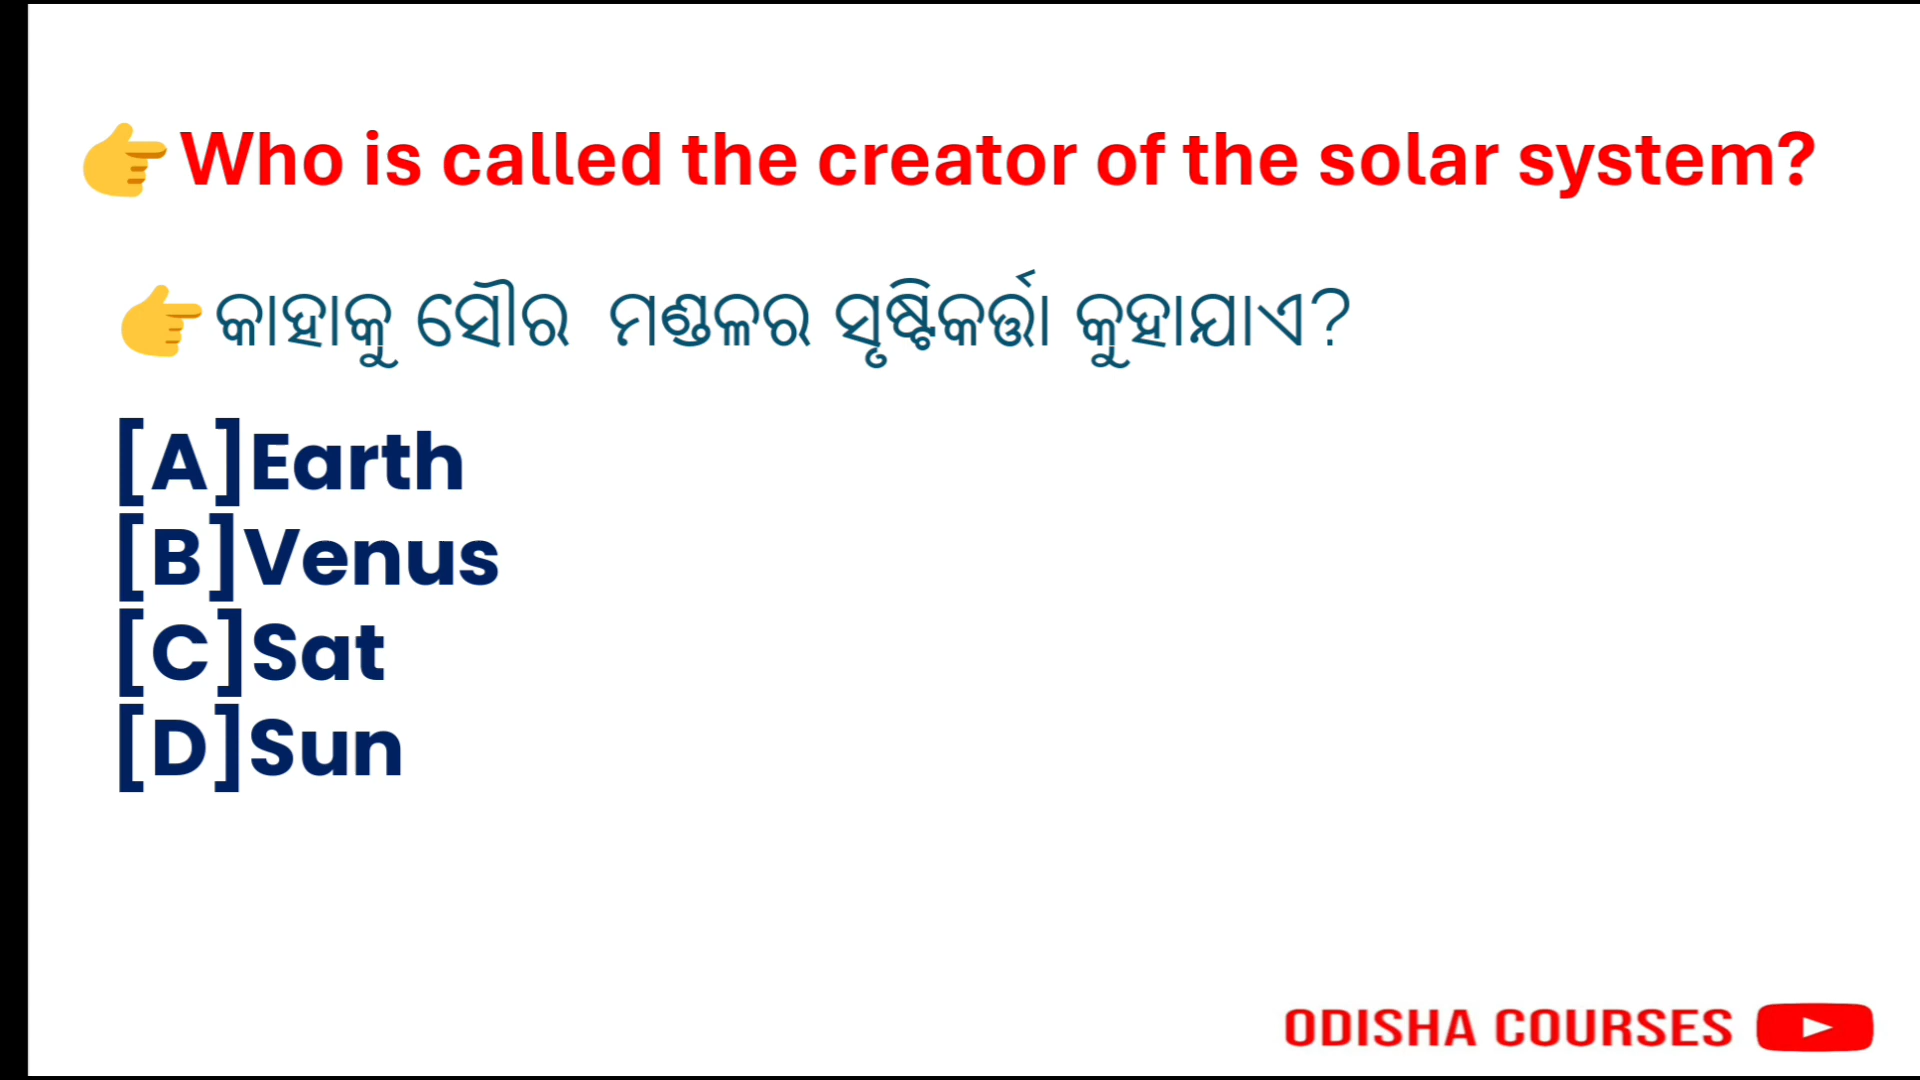 👉Who is called the creator of the solar system?
👉କାହାକୁ ସୌର ମଣ୍ଡଳର ସୃଷ୍ଟିକର୍ତ୍ତା କୁହାଯାଏ?
[A]Earth
[B]Venus
[C]Sat
[D]Sun
ODISHA COURSES